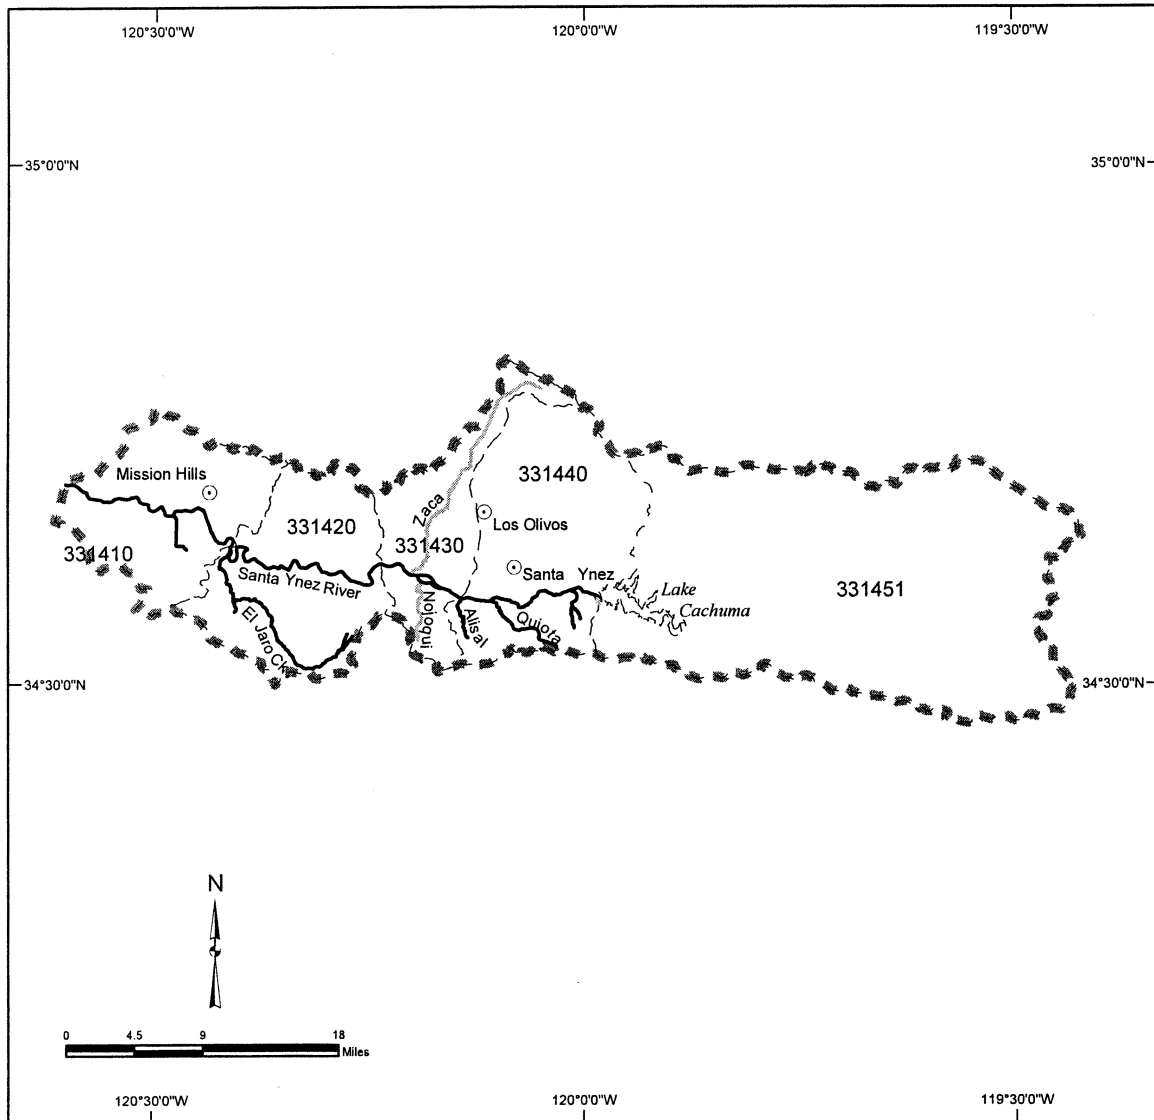 120°30'0"W
120°0'0"W
119°30'0"W
35°0'0"N
35°0'0"N
Mission Hills
331440
331420
Zaca
Los Olivos
331430
331410
Santa Ynez
Santa Ynez River
Lake
Cachuma
331451
Nojoqui
Alisal
Quiota
El Jaro Ck
34°30'0"N
34°30'0"N
N
0 4.5 9 18
Miles
120°30'0"W
120°0'0"W
119°30'0"W